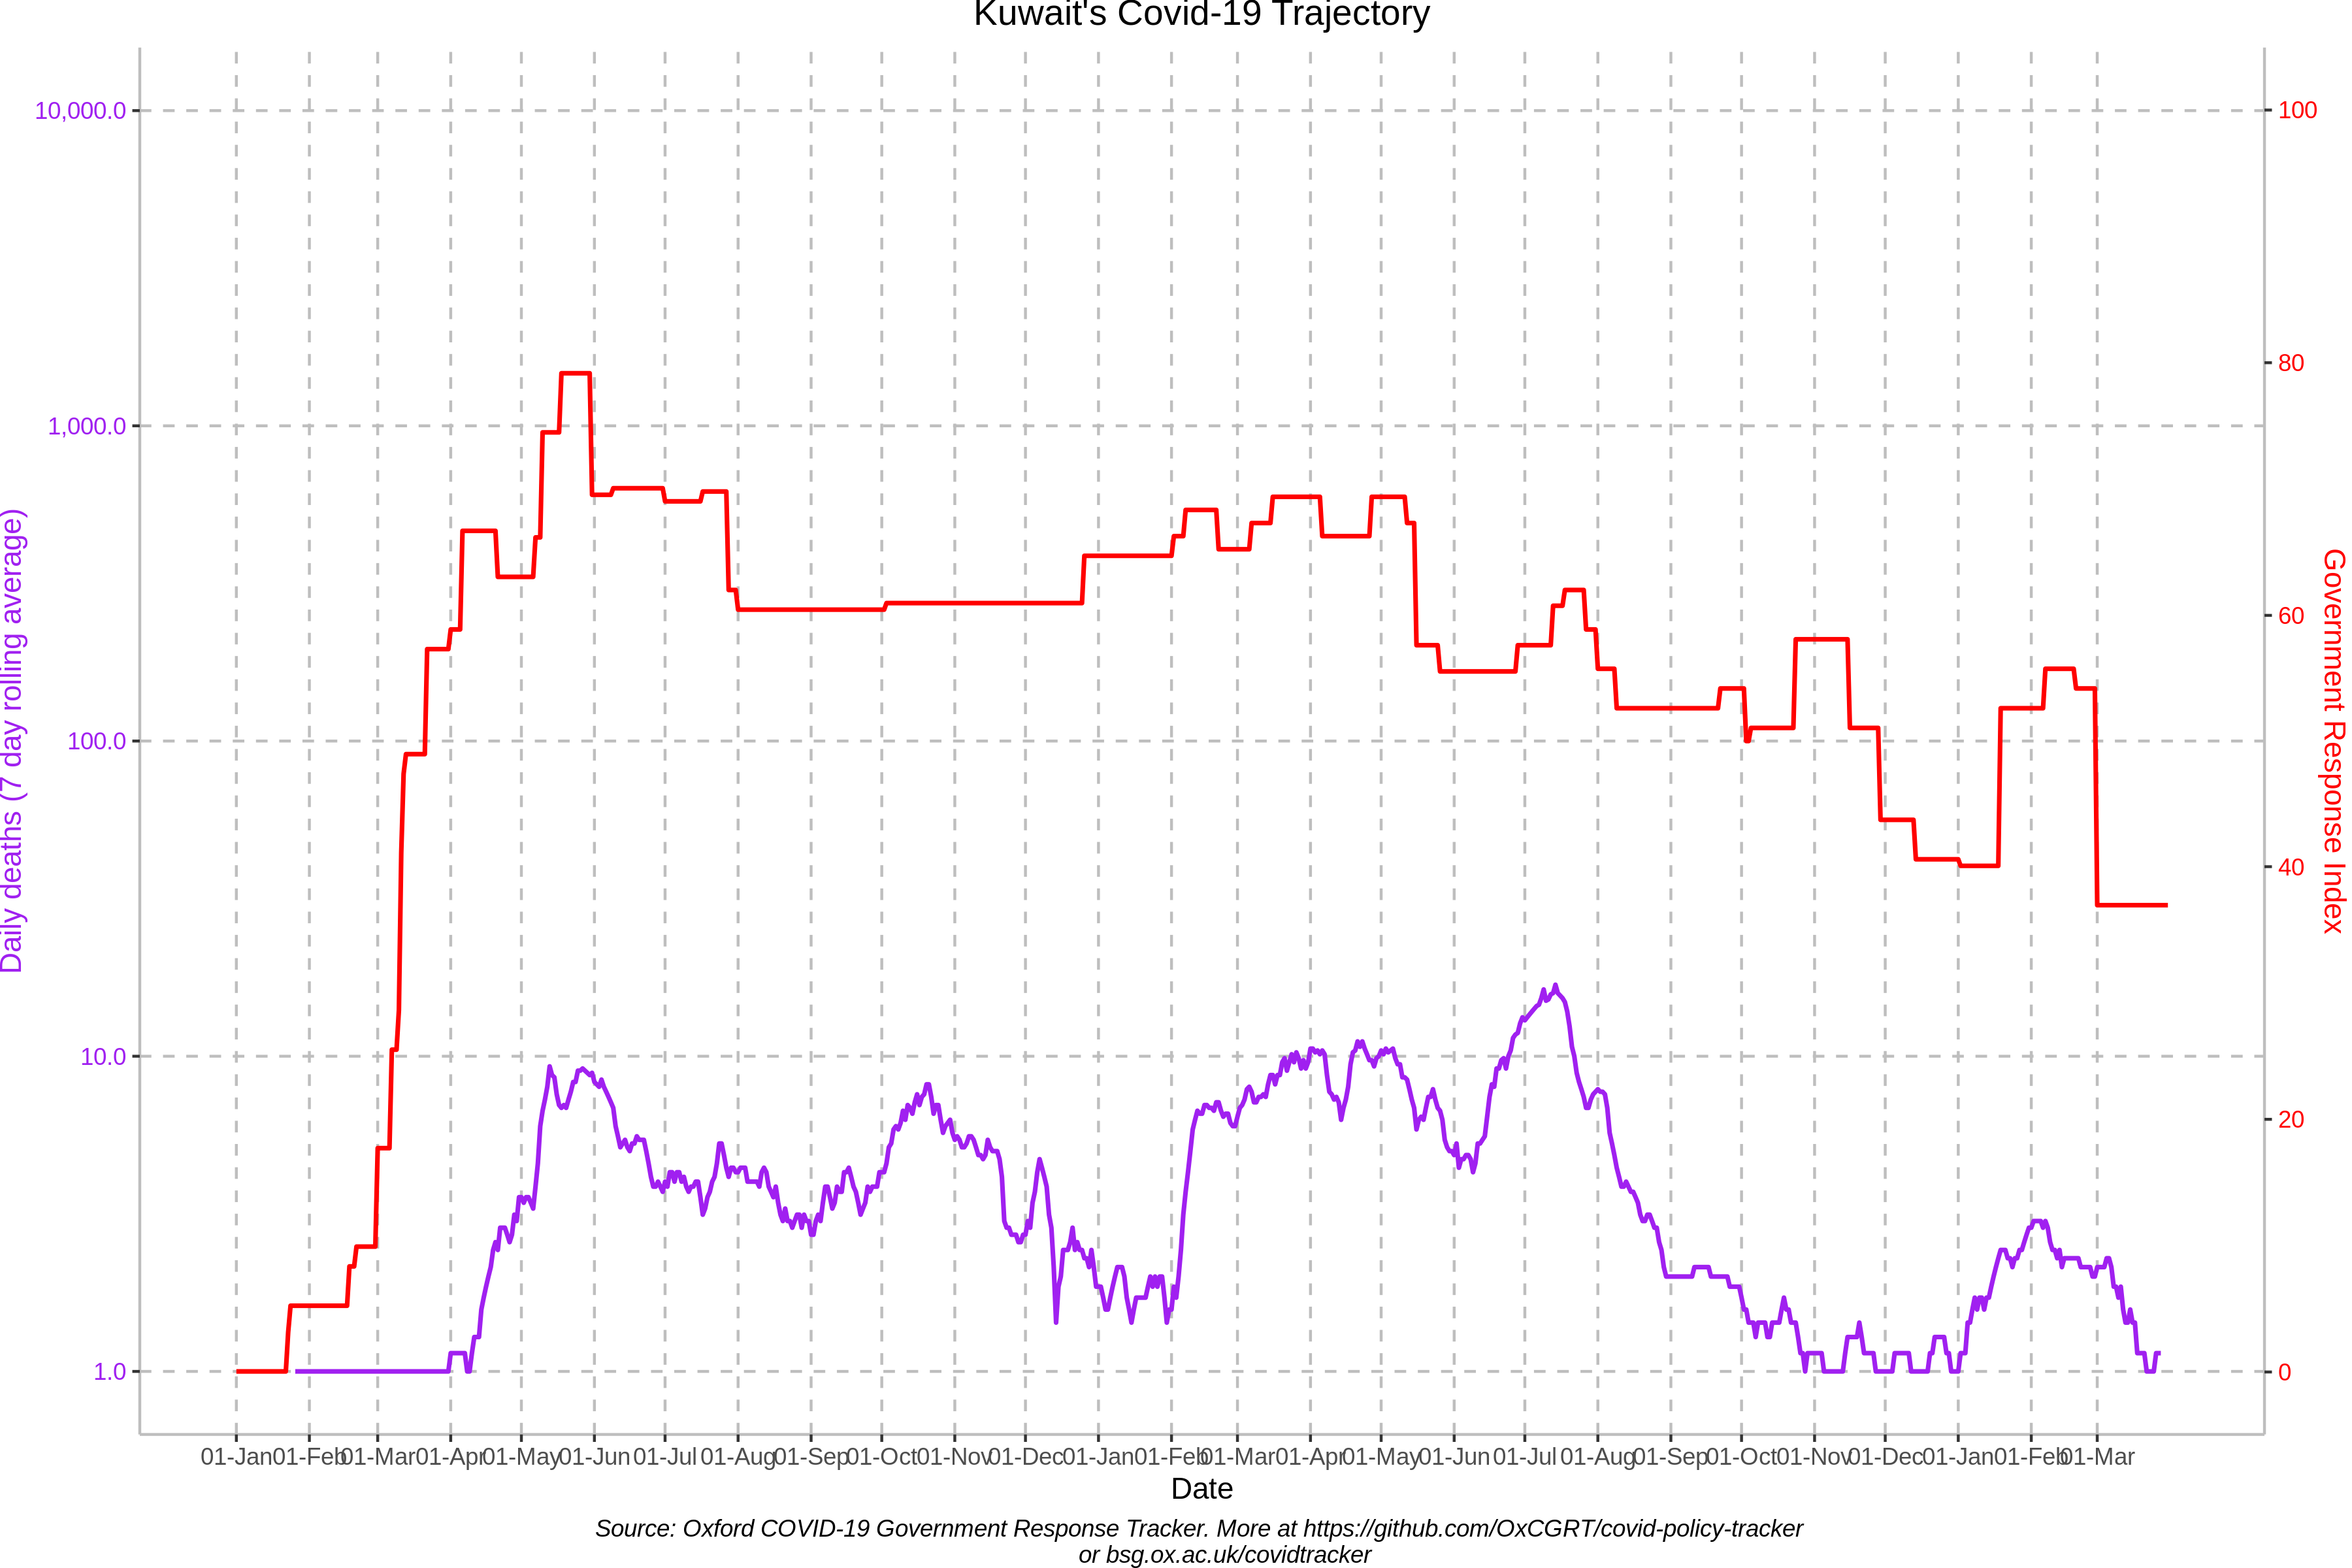 Kuwait's Covid-19 Trajectory
10,000.0
1,000.0
100.0
10.0
1.0
Daily deaths (7 day rolling average)
100
80
60
40
20
0
Government Response Index
01-Jan 01-Feb 01-Mar 01-Apr 01-May 01-Jun 01-Jul 01-Aug 01-Sep 01-Oct 01-Nov 01-Dec 01-Jan 01-Feb 01-Mar 01-Apr 01-May 01-Jun 01-Jul 01-Aug 01-Sep 01-Oct 01-Nov 01-Dec 01-Jan 01-Feb 01-Mar
Date
Source: Oxford COVID-19 Government Response Tracker. More at https://github.com/OxCGRT/covid-policy-tracker
or bsg.ox.ac.uk/covidtracker